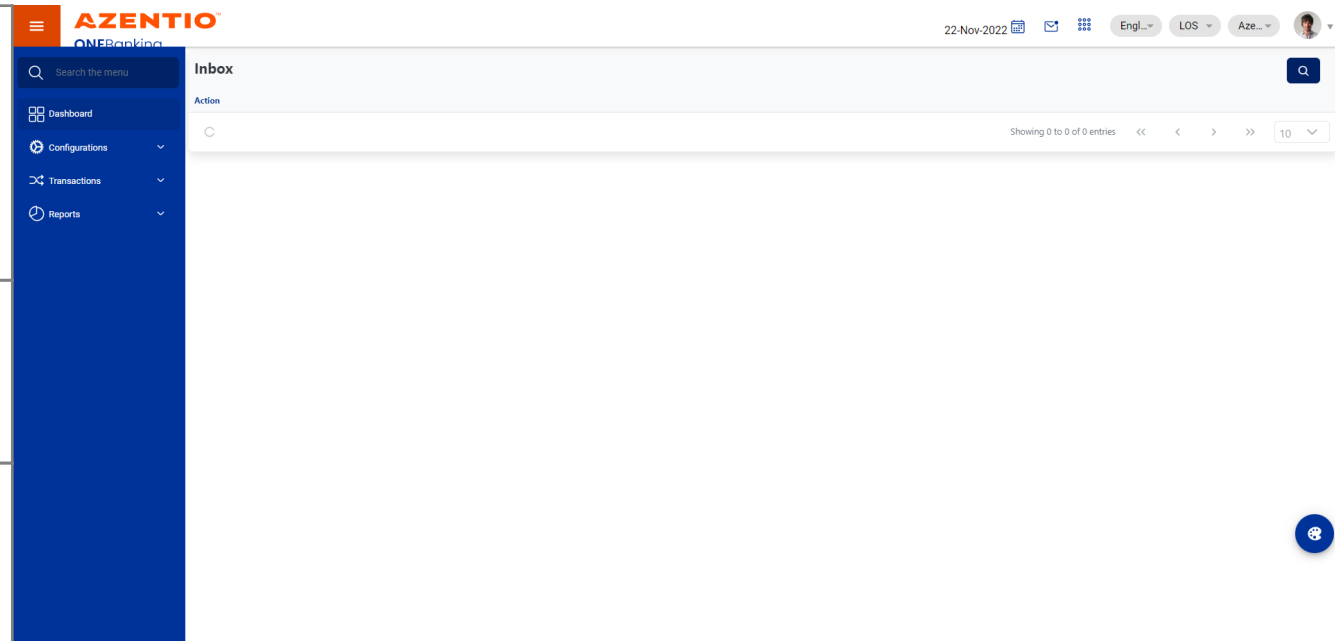 AZENTIO™
ONEBanking
22-Nov-2022
Engl...
LOS
Aze...
Search the menu
Dashboard
Configurations
Transactions
Reports
Inbox
Action
Showing 0 to 0 of 0 entries
10